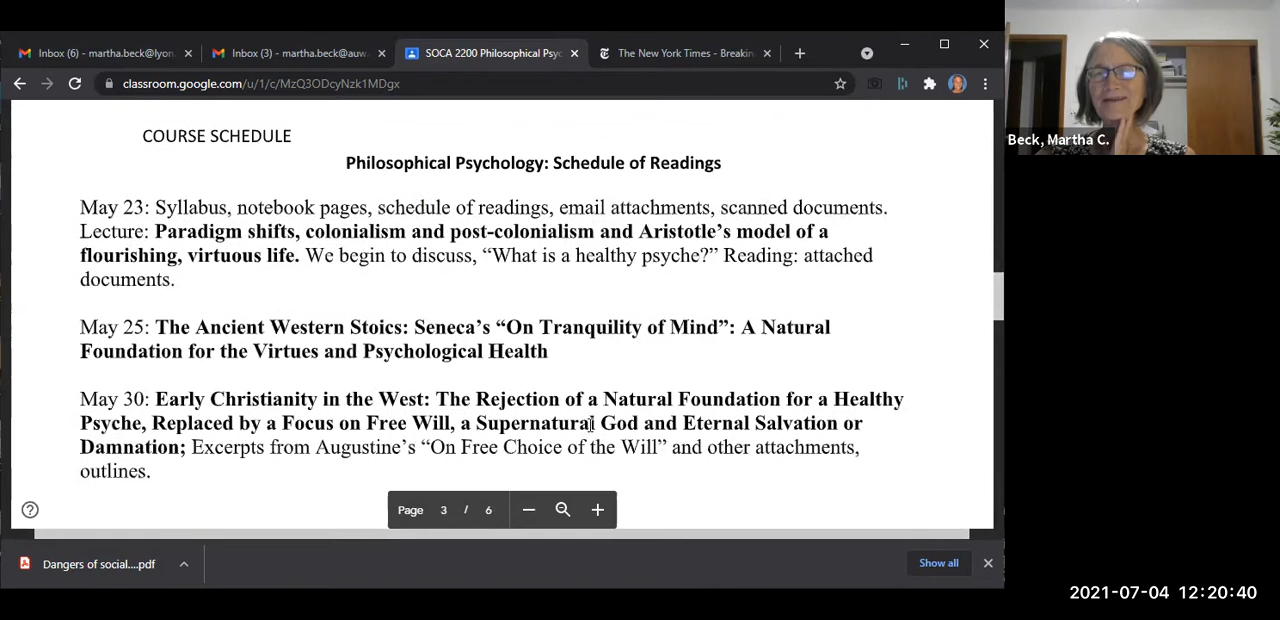 Inbox (6) - martha.beck@lyon.
Inbox (3) - martha.beck@auw.
SOCA 2200 Philosophical Psyc
The New York Times - Breakin
classroom.google.com/u/1/c/MzQ3ODcyNzk1MDgx
Beck, Martha C.
COURSE SCHEDULE
Philosophical Psychology: Schedule of Readings
May 23: Syllabus, notebook pages, schedule of readings, email attachments, scanned documents.
Lecture: Paradigm shifts, colonialism and post-colonialism and Aristotle's model of a
flourishing, virtuous life. We begin to discuss, "What is a healthy psyche?" Reading: attached
documents.
May 25: The Ancient Western Stoics: Seneca's "On Tranquility of Mind": A Natural
Foundation for the Virtues and Psychological Health
May 30: Early Christianity in the West: The Rejection of a Natural Foundation for a Healthy
Psyche, Replaced by a Focus on Free Will, a Supernatural God and Eternal Salvation or
Damnation; Excerpts from Augustine's "On Free Choice of the Will" and other attachments,
outlines.
Page 3 / 6
Dangers of social....pdf
Show all
2021-07-04 12:20:40